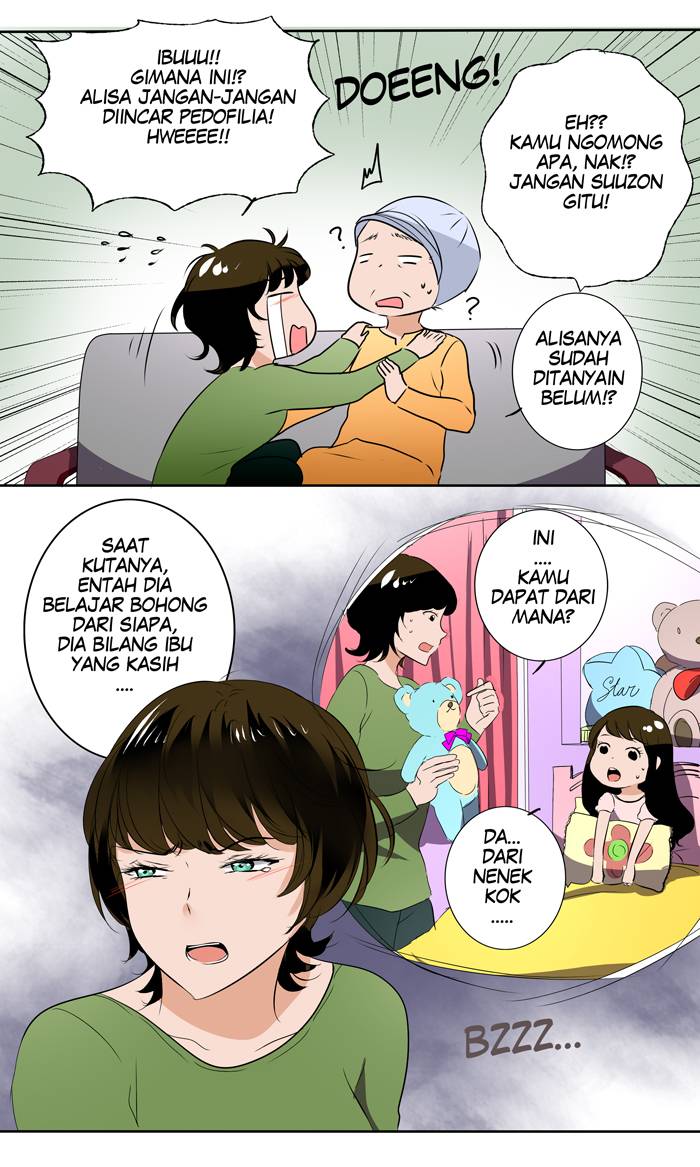 IBUUU!!
GIMANA INI!?
ALISA JANGAN-JANGAN
DIINCAR PEDOFILIA!
HWEEEE!!
DOEENG!
EH??
KAMU NGOMONG
APA, NAK!?
JANGAN SUUZON
GITU!
?
?
ALISANYA
SUDAH
DITANYAIN
BELUM!?
SAAT
KUTANYA,
ENTAH DIA
BELAJAR BOHONG
DARI SIAPA,
DIA BILANG IBU
YANG KASIH
....
INI
....
KAMU
DAPAT DARI
MANA?
Star
DA...
DARI
NENEK
KOK
.....
BZZZ...